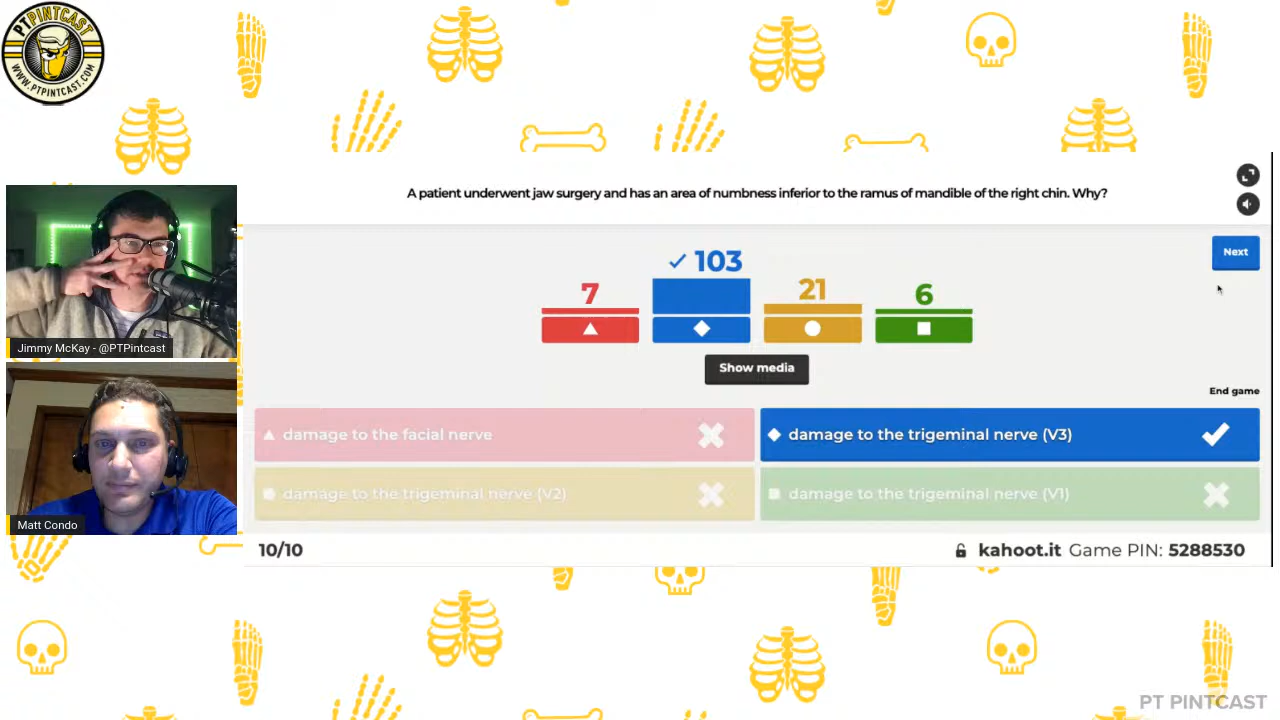 PTPINTCAST
WWW.PTPINTCAST.COM
A patient underwent jaw surgery and has an area of numbness inferior to the ramus of mandible of the right chin. Why?
Next
7
103
21
6
Show media
End game
damage to the facial nerve
damage to the trigeminal nerve (V3)
damage to the trigeminal nerve (V2)
damage to the trigeminal nerve (V1)
10/10
kahoot.it Game PIN: 5288530
Jimmy McKay - @PTPintcast
Matt Condo
PT PINTCAST